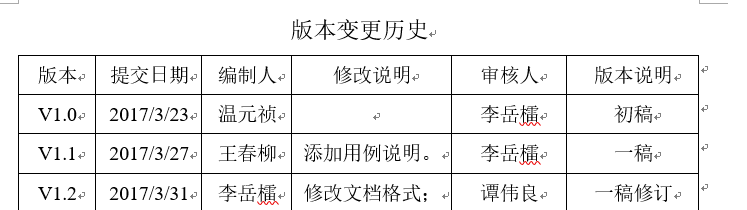 版本变更历史
版本 提交日期 编制人 修改说明 审核人 版本说明
V1.0 2017/3/23 温元祯 李岳檑 初稿
V1.1 2017/3/27 王春柳 添加用例说明。 李岳檑 一稿
V1.2 2017/3/31 李岳檑 修改文档格式； 谭伟良 一稿修订